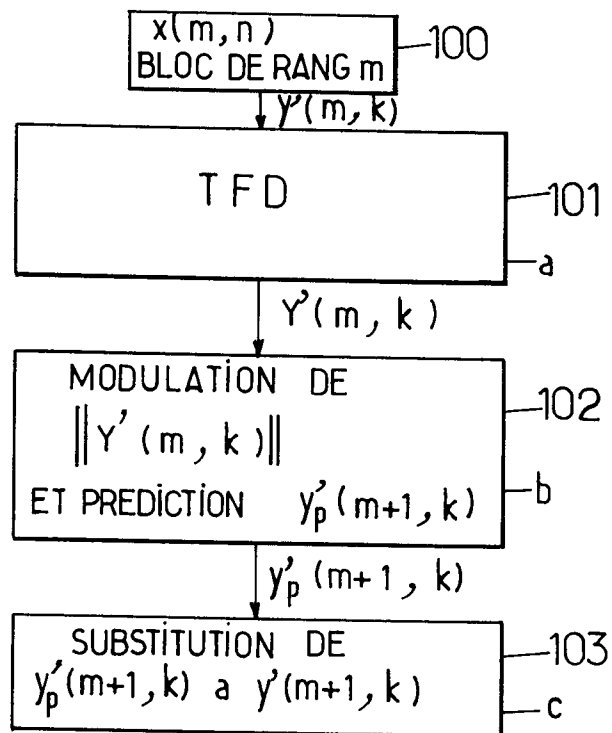 x(m,n)
BLOC DE RANG m
100
y'(m,k)
TFD
101
a
Y'(m,k)
MODULATION DE
||Y'(m,k)||
102
ET PREDICTION y'p(m+1,k)
b
y'p(m+1,k)
SUBSTITUTION DE
103
y'p(m+1,k) a y'(m+1,k)
c